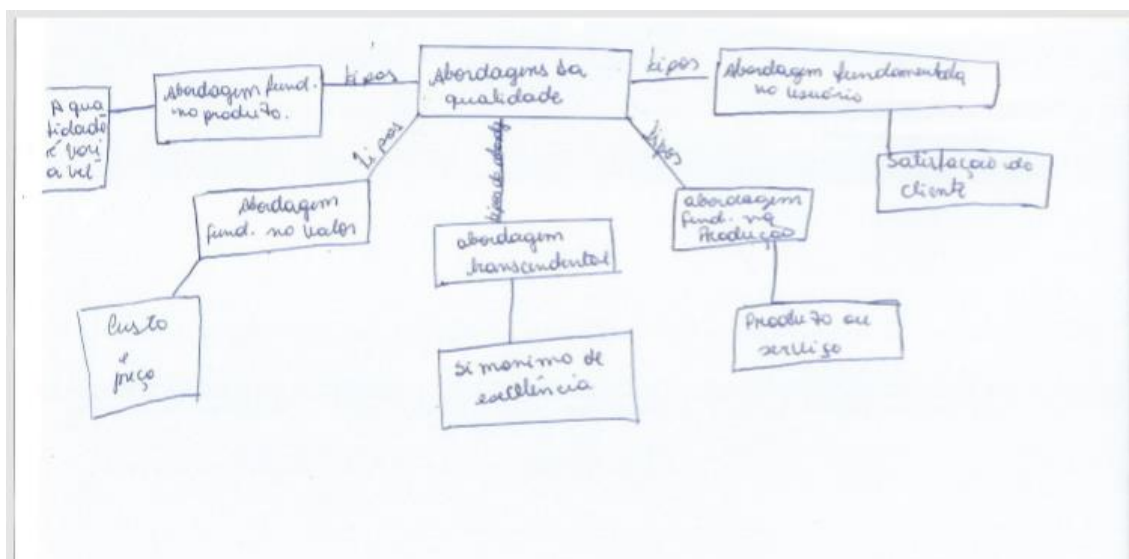 Abordagens da
qualidade
tipos
Abordagem fund.
no produto.
A qua
lidade
é vari
a vel
tipos
Abordagem
fund. no valor
Custo
e
preço
abordagem
transcendental
Sinonimo de
excelência
tipos
abordagem
fund. na
Produção
Produto ou
serviço
tipos
Abordagem fundamentada
no usuário
Satisfação do
cliente